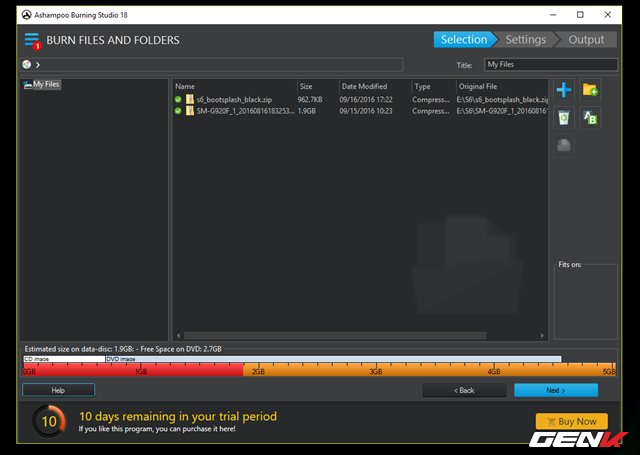 Ashampoo Burning Studio 18
1
BURN FILES AND FOLDERS
Selection
Settings
Output
Title:
My Files
My Files
Name Size Date Modified Type Original File
s6_bootsplash_black.zip 962.7KB 09/16/2016 17:22 Compress... E:\S6\s6_bootsplash_black.zip
SM-G920F_1_20160816183253... 1.9GB 09/15/2016 10:23 Compress... E:\S6\SM-G920F_1_2016081
Fits on:
Estimated size on data-disc: 1.9GB: - Free Space on DVD: 2.7GB
CD image
DVD image
0GB 1GB 2GB 3GB 4GB 5GB
Help
< Back
Next >
10
10 days remaining in your trial period
If you like this program, you can purchase it here!
Buy Now
GENK